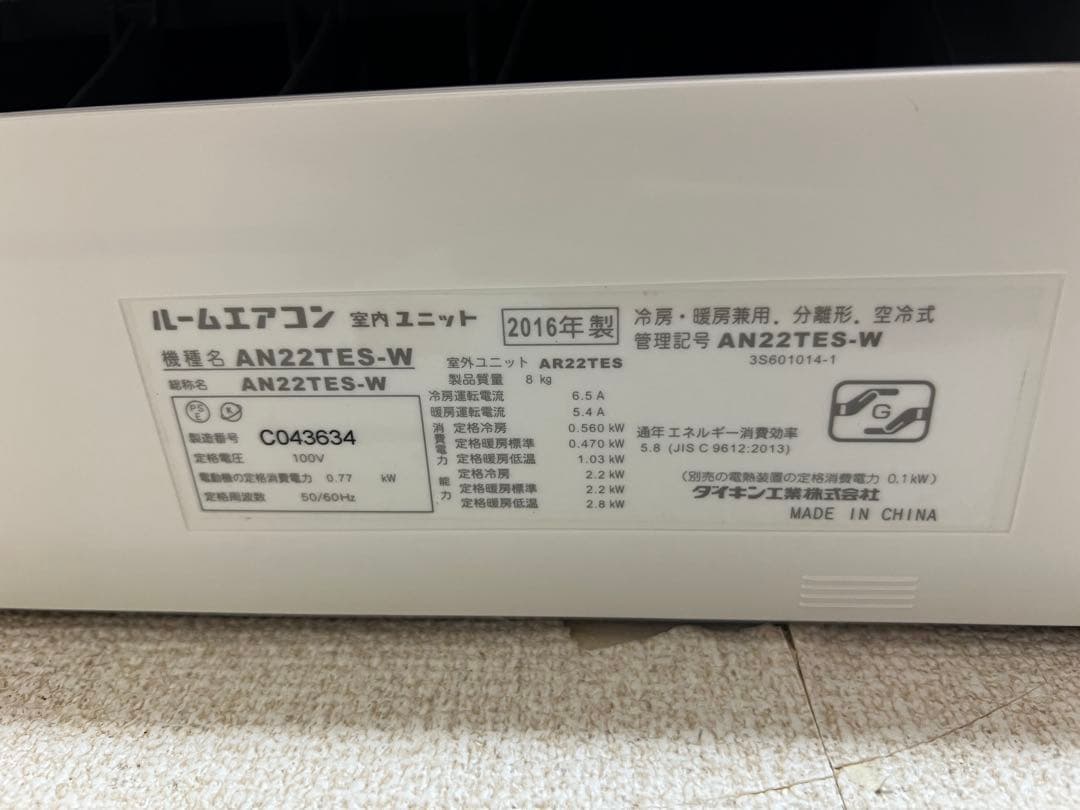 ルームエアコン 室内ユニット 2016年製
機種名 AN22TES-W
総称名 AN22TES-W
PS E
製造番号 C043634
定格電圧 100V
電動機の定格消費電力 0.77 kW
定格周波数 50/60Hz
室外ユニット AR22TES
製品質量 8 kg
冷房運転電流 6.5 A
暖房運転電流 5.4 A
消費電力 定格冷房 0.560 kW
定格暖房標準 0.470 kW
定格暖房低温 1.03 kW
能力 定格冷房 2.2 kW
定格暖房標準 2.2 kW
定格暖房低温 2.8 kW
冷房・暖房兼用．分離形．空冷式
管理記号 AN22TES-W
3S601014-1
G
通年エネルギー消費効率
5.8 (JIS C 9612:2013)
(別売の電熱装置の定格消費電力 0.1kW)
ダイキン工業株式会社
MADE IN CHINA